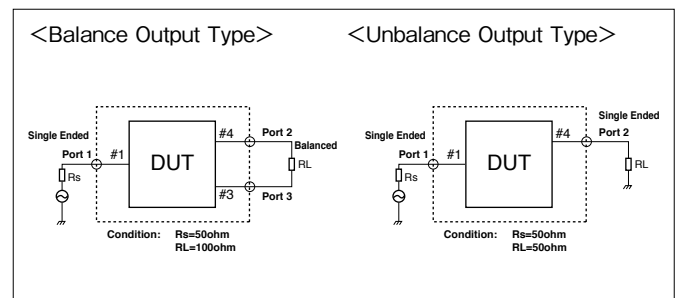 <Balance Output Type>
Single Ended
Port 1
#1
DUT
#4
Port 2
Balanced
RL
#3
Port 3
Rs
Condition: Rs=50ohm
RL=100ohm
<Unbalance Output Type>
Single Ended
Port 1
#1
DUT
#4
Single Ended
Port 2
RL
Rs
Condition: Rs=50ohm
RL=50ohm